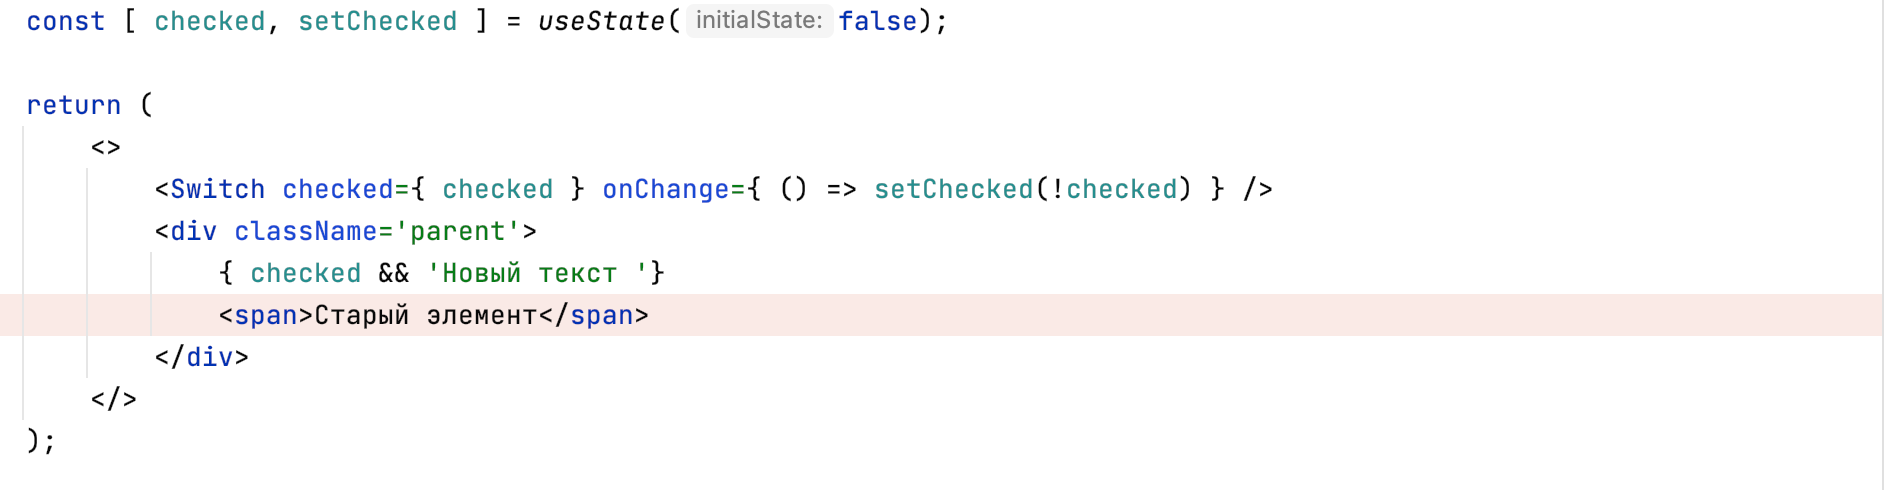 const [ checked, setChecked ] = useState( initialState: false);
return (
<>
<Switch checked={ checked } onChange={ () => setChecked(!checked) } />
<div className='parent'>
{ checked && 'Новый текст '}
<span>Старый элемент</span>
</div>
</>
);